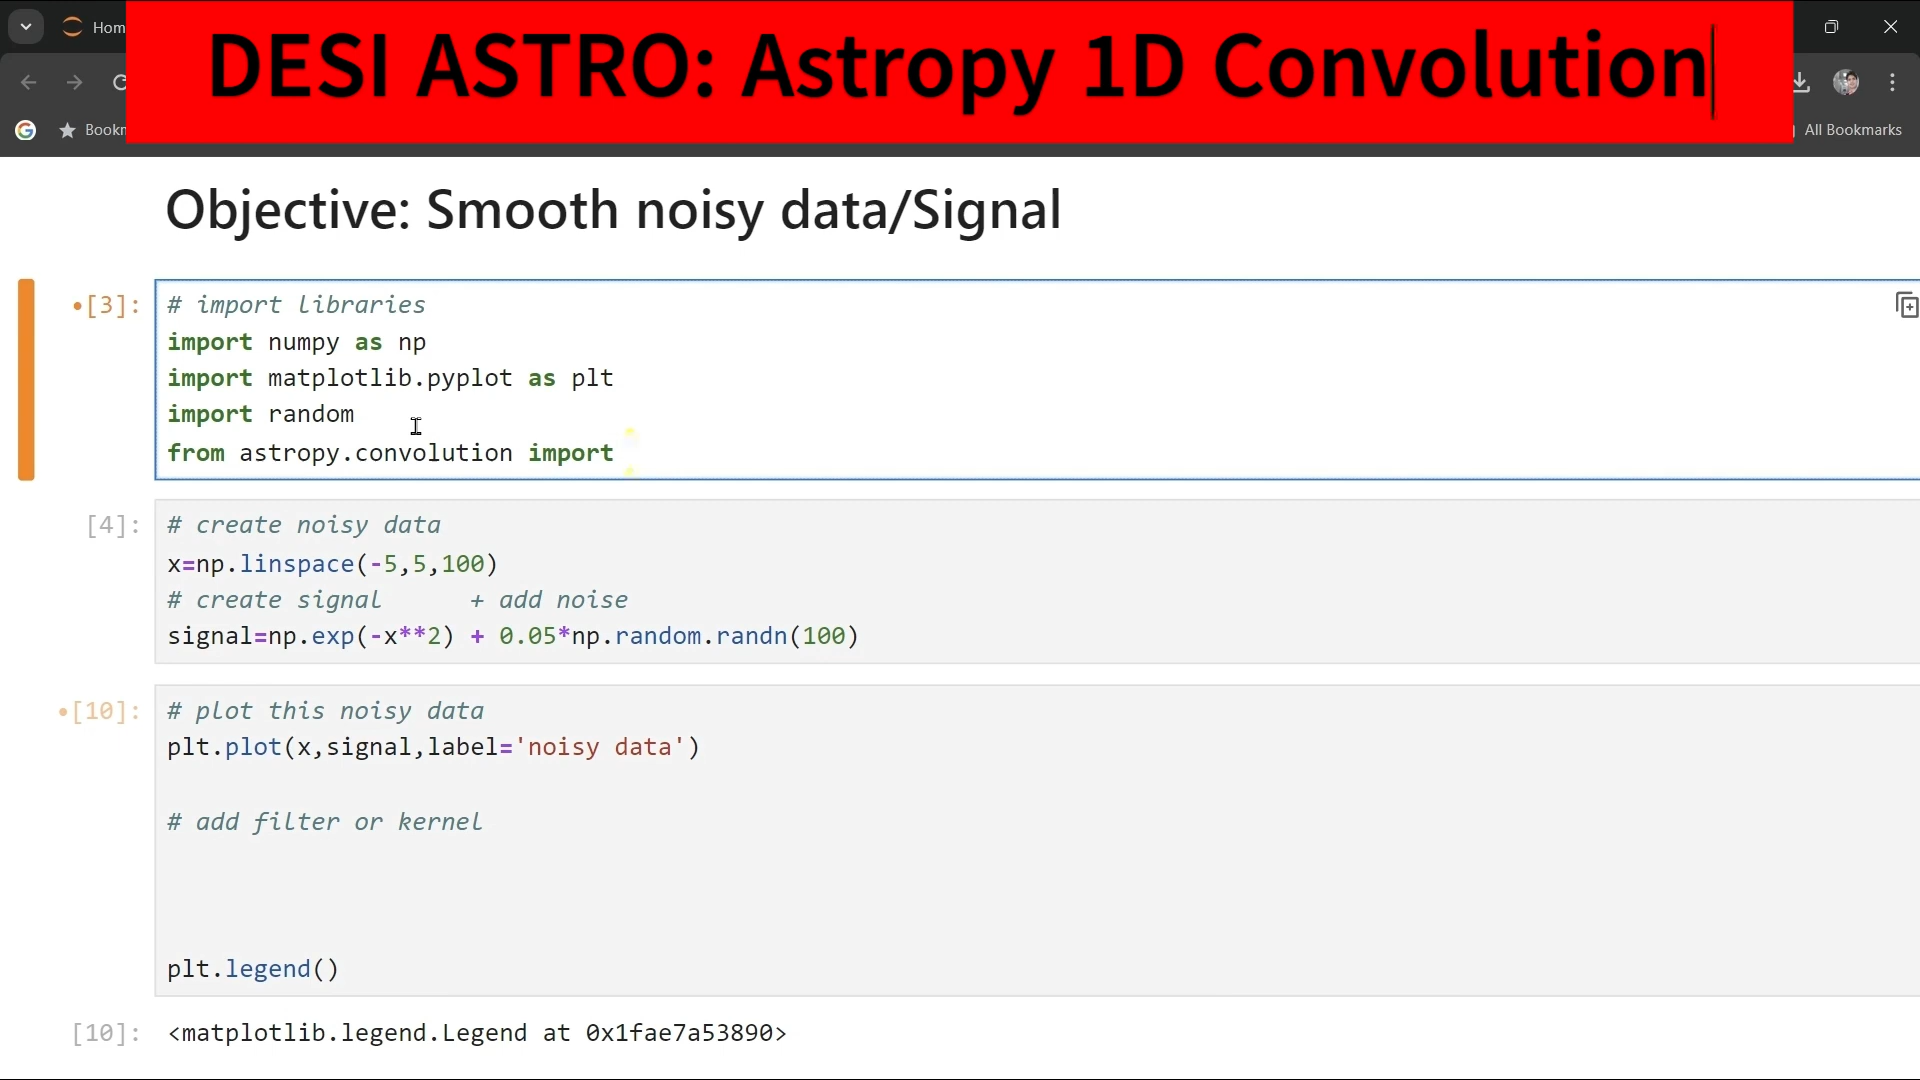 Hom
DESI ASTRO: Astropy 1D Convolution
Bookm
All Bookmarks
Objective: Smooth noisy data/Signal
•[3]:
# import libraries
import numpy as np
import matplotlib.pyplot as plt
import random
from astropy.convolution import
[4]:
# create noisy data
x=np.linspace(-5,5,100)
# create signal      + add noise
signal=np.exp(-x**2) + 0.05*np.random.randn(100)
•[10]:
# plot this noisy data
plt.plot(x,signal,label='noisy data')
# add filter or kernel
plt.legend()
[10]:
<matplotlib.legend.Legend at 0x1fae7a53890>